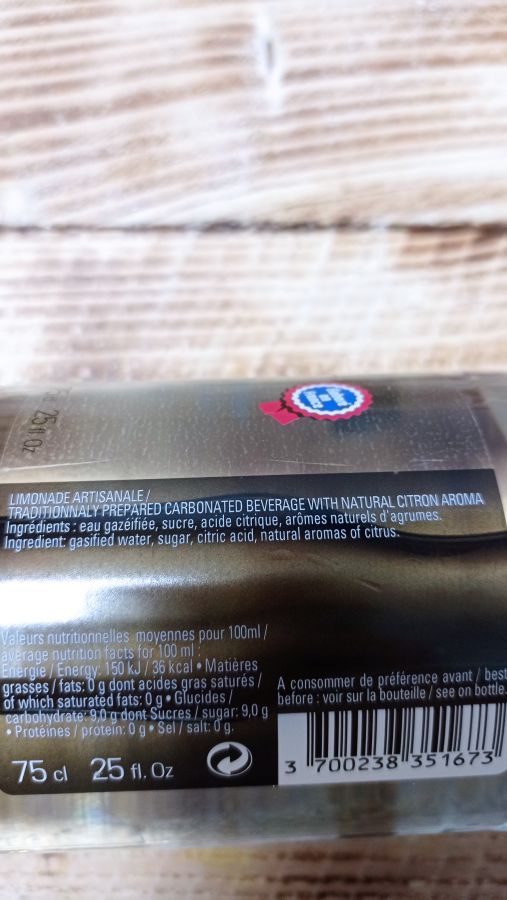 25 fl Oz
LIMONADE ARTISANALE /
TRADITIONNALY PREPARED CARBONATED BEVERAGE WITH NATURAL CITRON AROMA
Ingrédients : eau gazéifiée, sucre, acide citrique, arômes naturels d'agrumes.
Ingredient: gasified water, sugar, citric acid, natural aromas of citrus.
Valeurs nutritionnelles moyennes pour 100ml /
average nutrition facts for 100 ml :
Énergie / Energy: 150 kJ / 36 kcal • Matières
grasses / fats: 0 g dont acides gras saturés /
of which saturated fats: 0 g • Glucides /
carbohydrate: 9,0 g dont Sucres / sugar: 9,0 g
• Protéines / protein: 0 g • Sel / salt: 0 g.
A consommer de préférence avant / best
before : voir sur la bouteille / see on bottle.
75 cl 25 fl. Oz
3 700238 351673